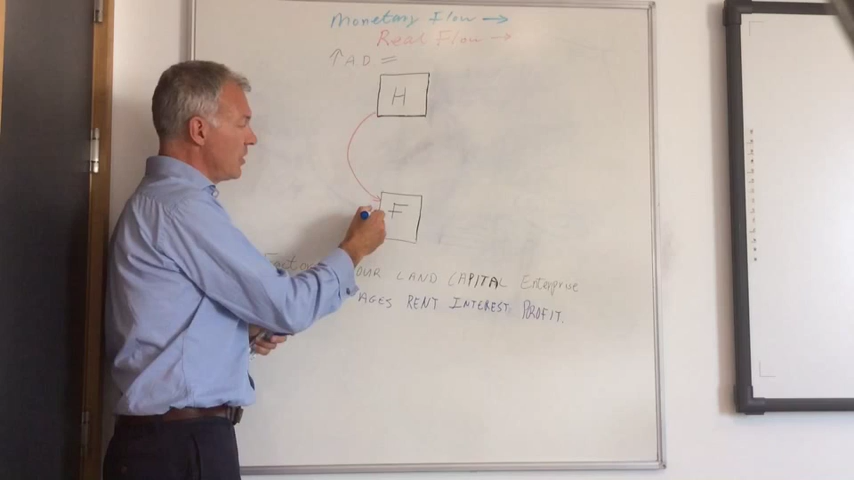 Monetary Flow →
Real Flow →
↑AD =
H
F
OUR LAND CAPITAL Enterprise
AGES RENT INTEREST PROFIT.